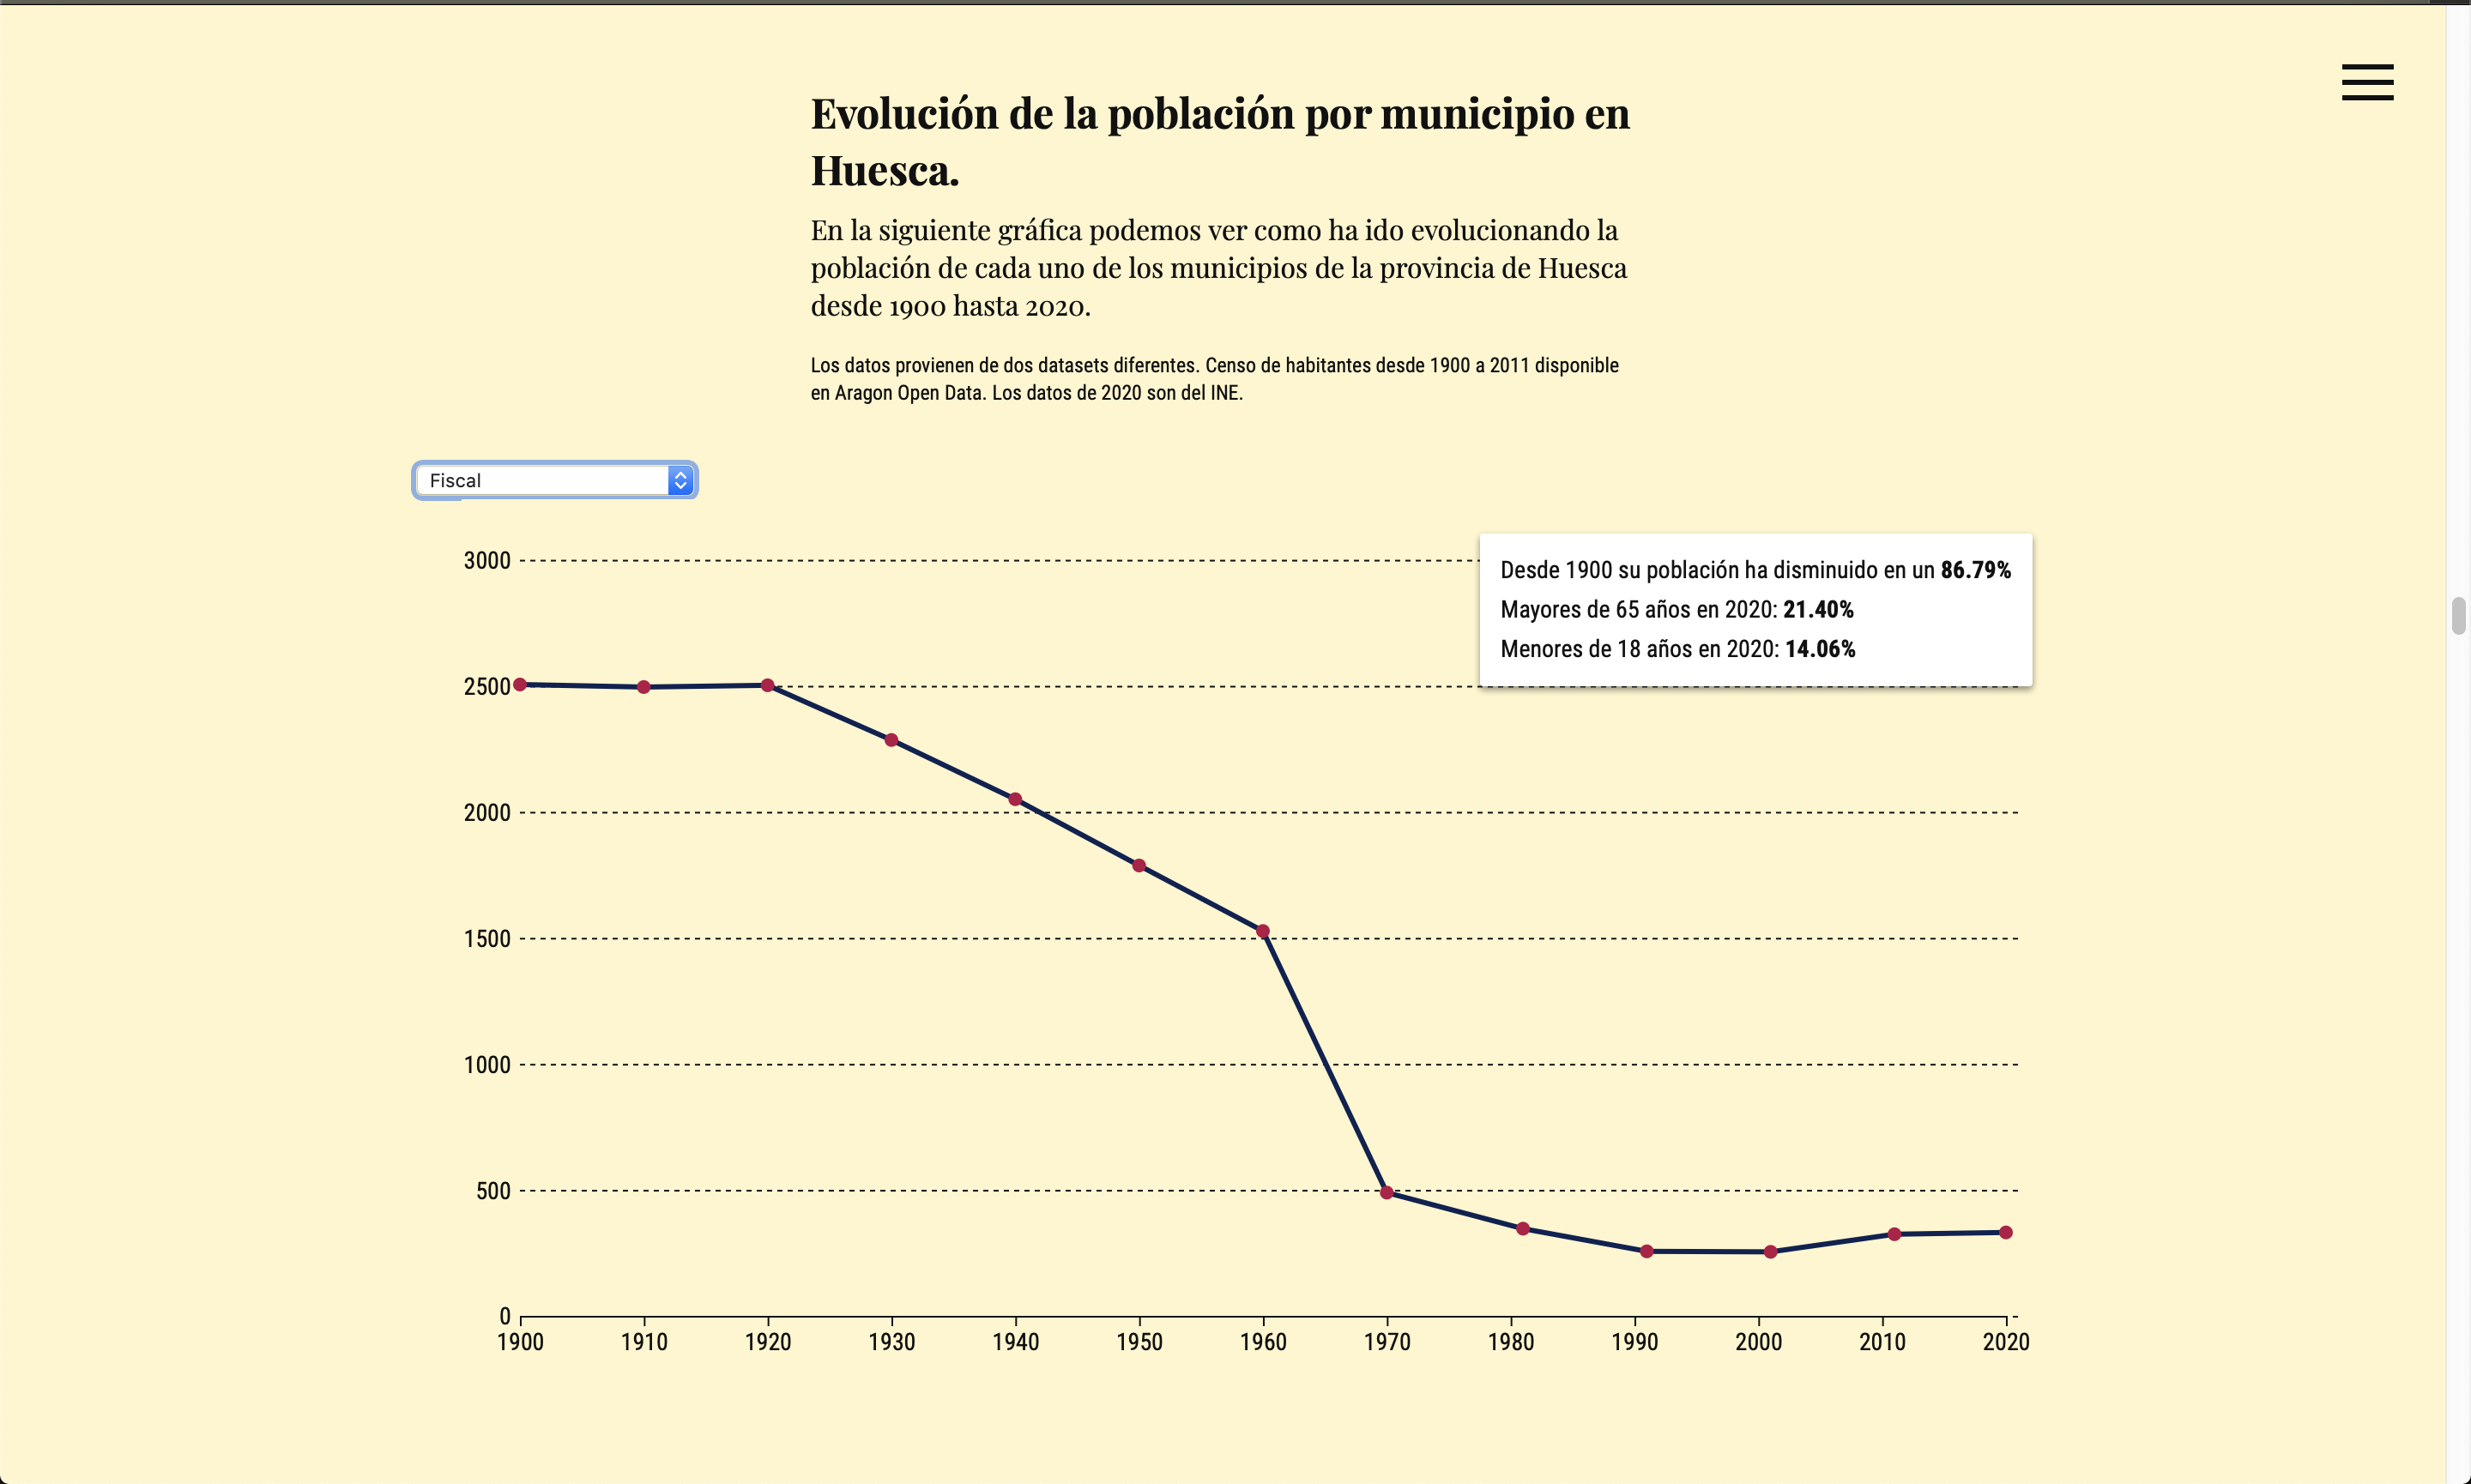 Evolución de la población por municipio en
Huesca.
En la siguiente gráfica podemos ver como ha ido evolucionando la
población de cada uno de los municipios de la provincia de Huesca
desde 1900 hasta 2020.
Los datos provienen de dos datasets diferentes. Censo de habitantes desde 1900 a 2011 disponible
en Aragon Open Data. Los datos de 2020 son del INE.
Fiscal
Desde 1900 su población ha disminuido en un 86.79%
Mayores de 65 años en 2020: 21.40%
Menores de 18 años en 2020: 14.06%
3000
2500
2000
1500
1000
500
0
1900 1910 1920 1930 1940 1950 1960 1970 1980 1990 2000 2010 2020